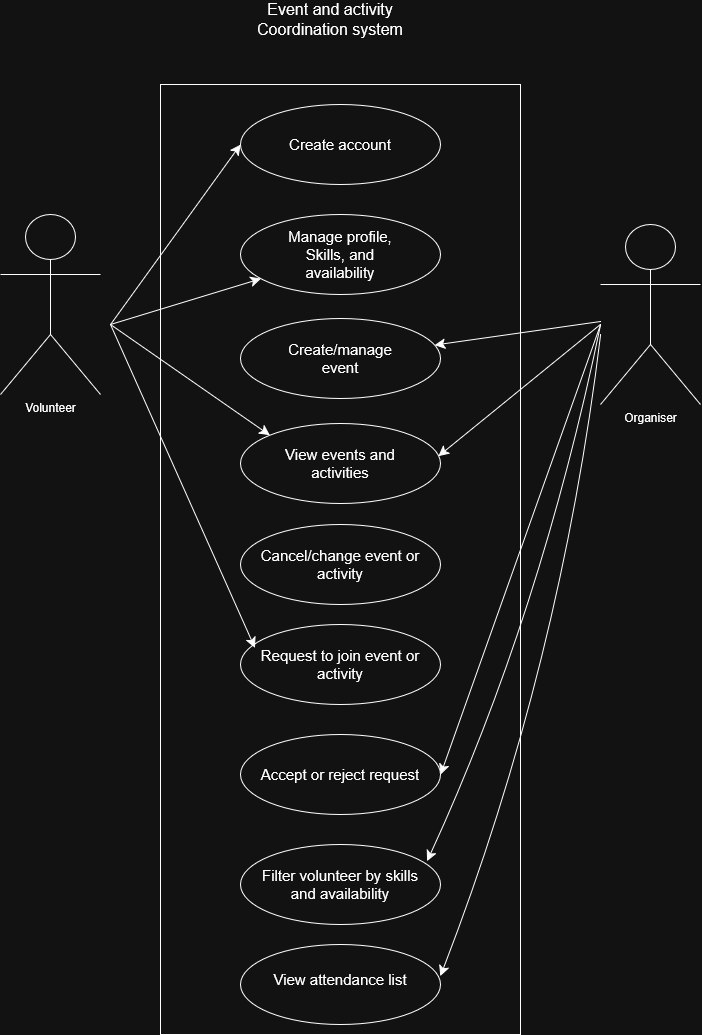 Event and activity
Coordination system
Create account
Manage profile,
Skills, and
availability
Create/manage
event
Volunteer
Organiser
View events and
activities
Cancel/change event or
activity
Request to join event or
activity
Accept or reject request
Filter volunteer by skills
and availability
View attendance list